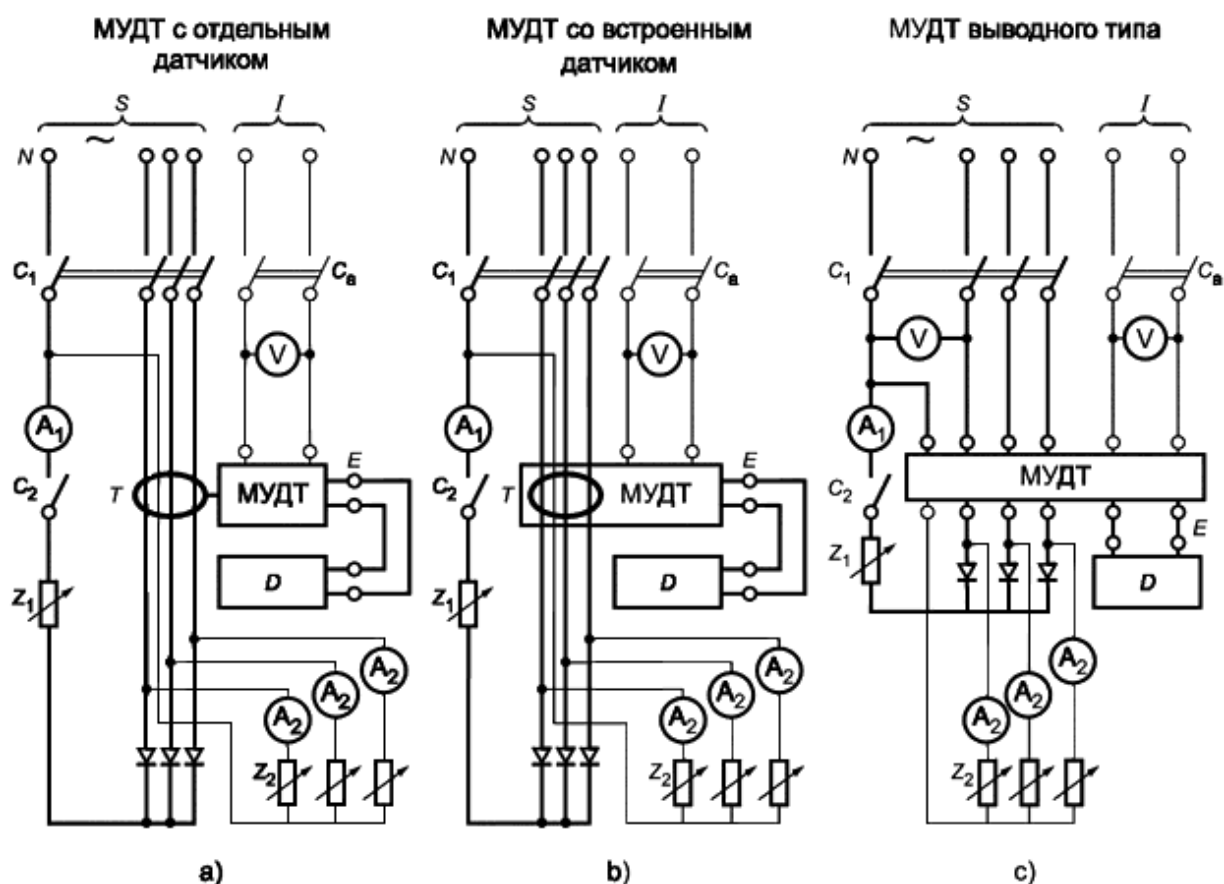 МУДТ с отдельным
датчиком
S
I
~
N
C1
Ca
V
A1
C2
T
МУДТ
E
D
Z1
A2
A2
A2
Z2
a)
МУДТ со встроенным
датчиком
S
I
~
N
C1
Ca
V
A1
C2
T
МУДТ
E
D
Z1
A2
A2
A2
Z2
b)
МУДТ выводного типа
S
I
~
N
C1
Ca
V
V
A1
C2
МУДТ
E
Z1
D
A2
A2
A2
Z2
c)